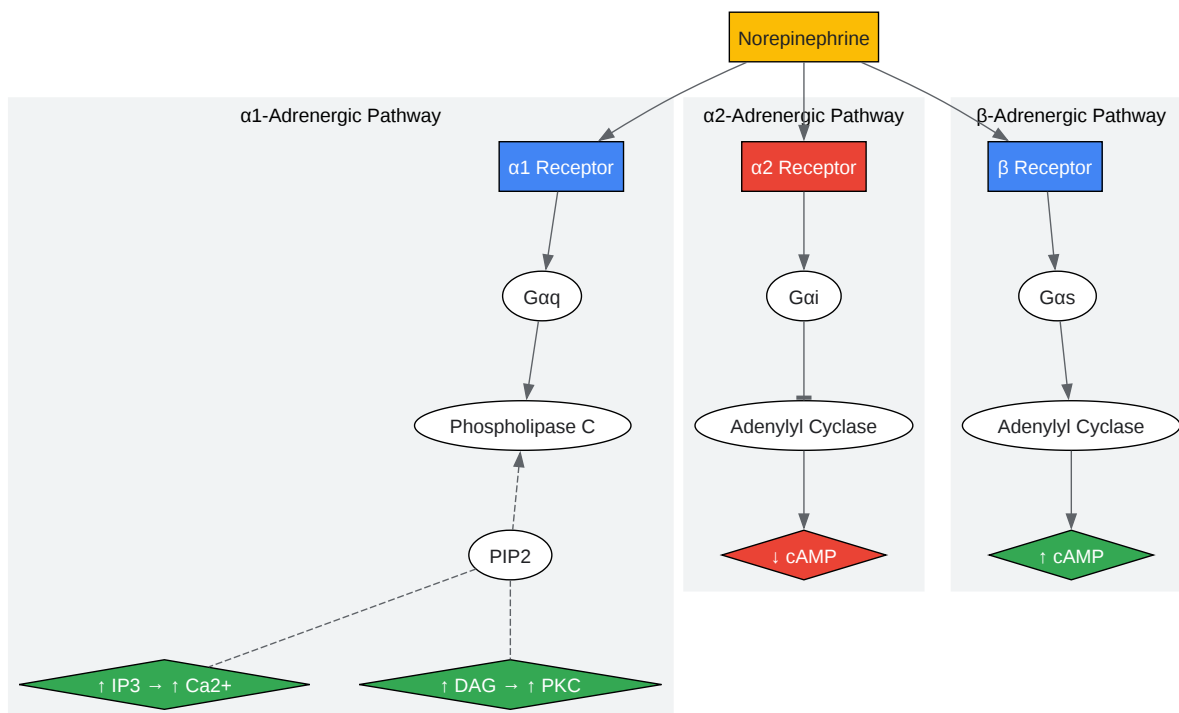 Norepinephrine
α1-Adrenergic Pathway
α2-Adrenergic Pathway
β-Adrenergic Pathway
α1 Receptor
α2 Receptor
β Receptor
Gαq
Gαi
Gαs
Phospholipase C
Adenylyl Cyclase
Adenylyl Cyclase
PIP2
↓ cAMP
↑ cAMP
↑ IP3 → ↑ Ca2+
↑ DAG → ↑ PKC